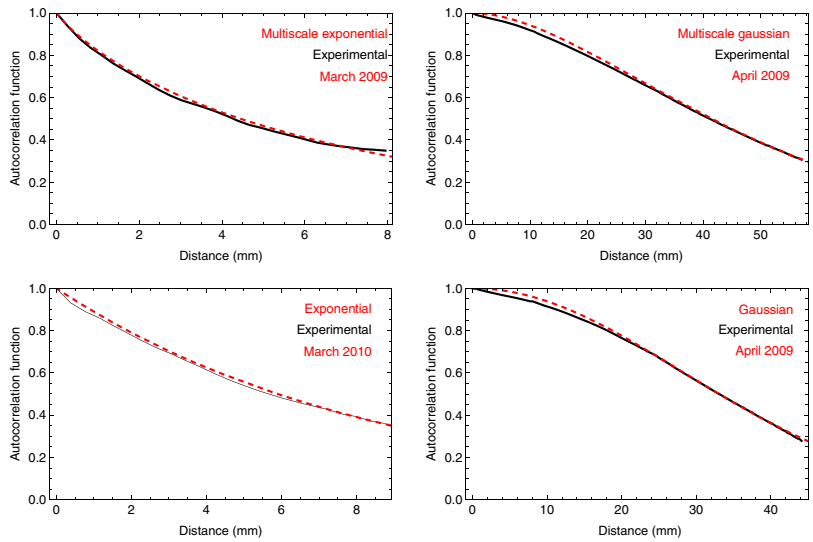 1.0
0.8
0.6
0.4
0.2
0.0
Autocorrelation function
Multiscale exponential
Experimental
March 2009
0 2 4 6 8
Distance (mm)
1.0
0.8
0.6
0.4
0.2
0.0
Autocorrelation function
Multiscale gaussian
Experimental
April 2009
0 10 20 30 40 50
Distance (mm)
1.0
0.8
0.6
0.4
0.2
0.0
Autocorrelation function
Exponential
Experimental
March 2010
0 2 4 6 8
Distance (mm)
1.0
0.8
0.6
0.4
0.2
0.0
Autocorrelation function
Gaussian
Experimental
April 2009
0 10 20 30 40
Distance (mm)